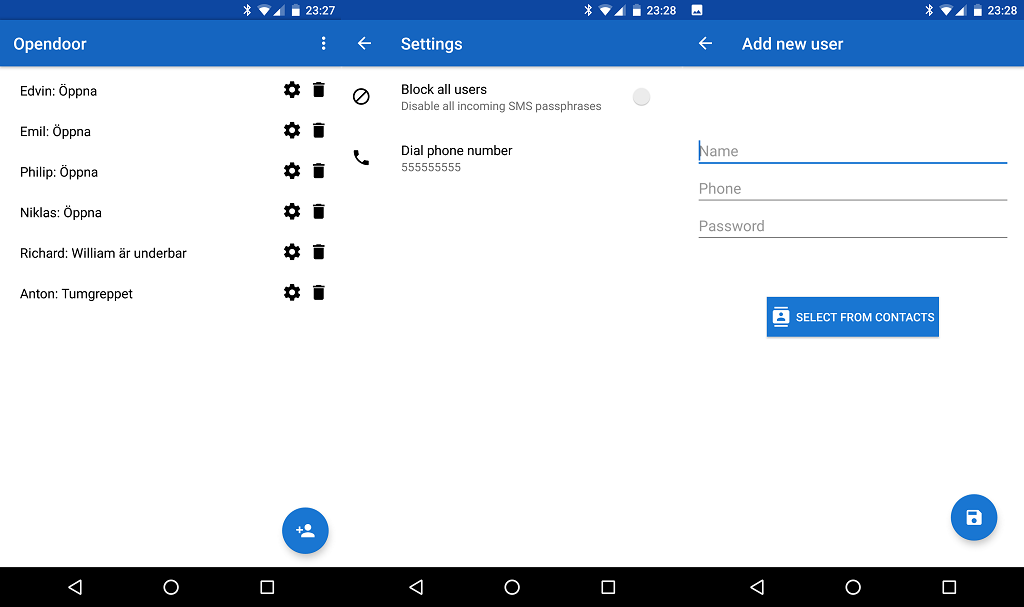 23:27
Opendoor
Edvin: Öppna
Emil: Öppna
Philip: Öppna
Niklas: Öppna
Richard: William är underbar
Anton: Tumgreppet
23:28
Settings
Block all users
Disable all incoming SMS passphrases
Dial phone number
555555555
23:28
Add new user
Name
Phone
Password
SELECT FROM CONTACTS